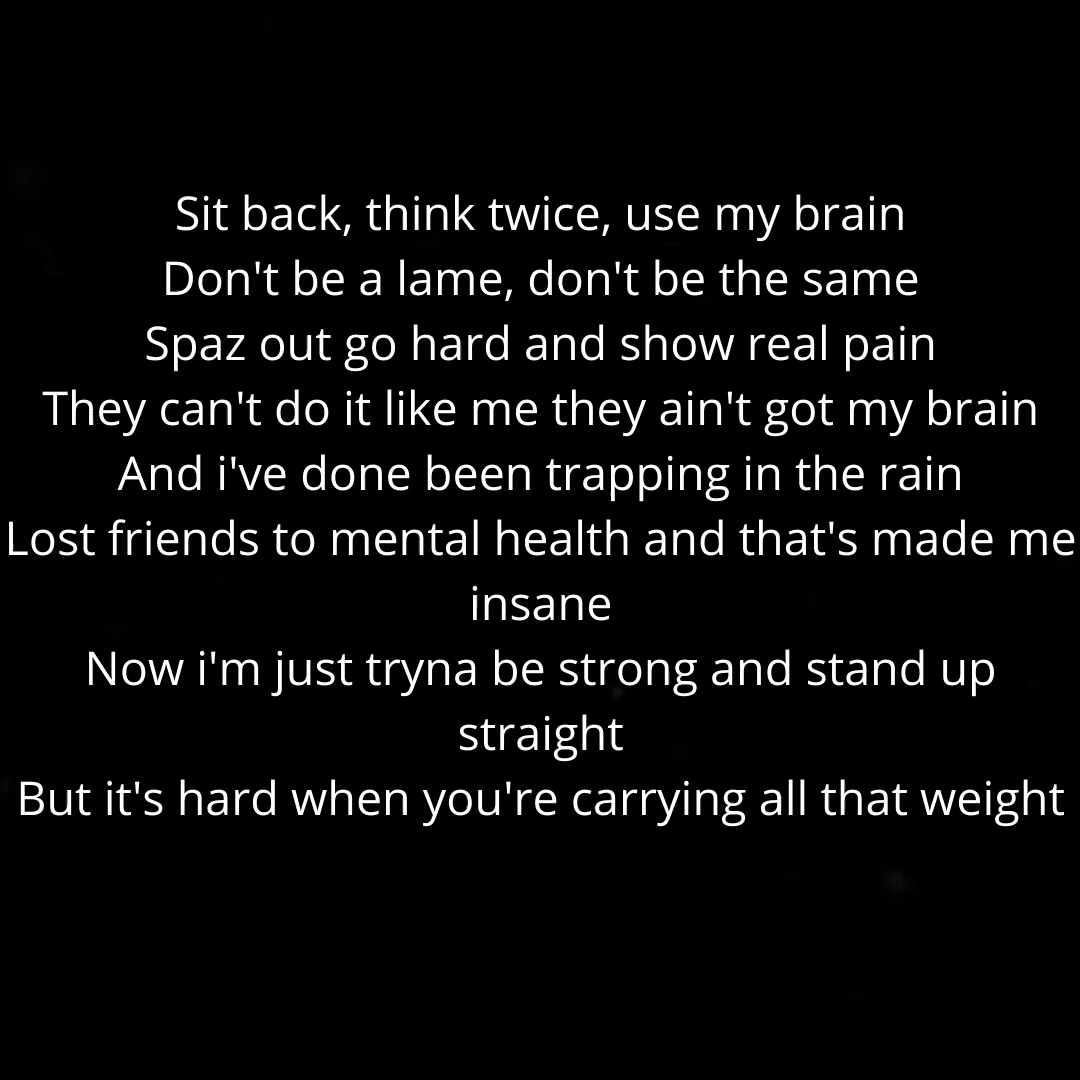 Sit back, think twice, use my brain
Don't be a lame, don't be the same
Spaz out go hard and show real pain
They can't do it like me they ain't got my brain
And i've done been trapping in the rain
Lost friends to mental health and that's made me
insane
Now i'm just tryna be strong and stand up
straight
But it's hard when you're carrying all that weight